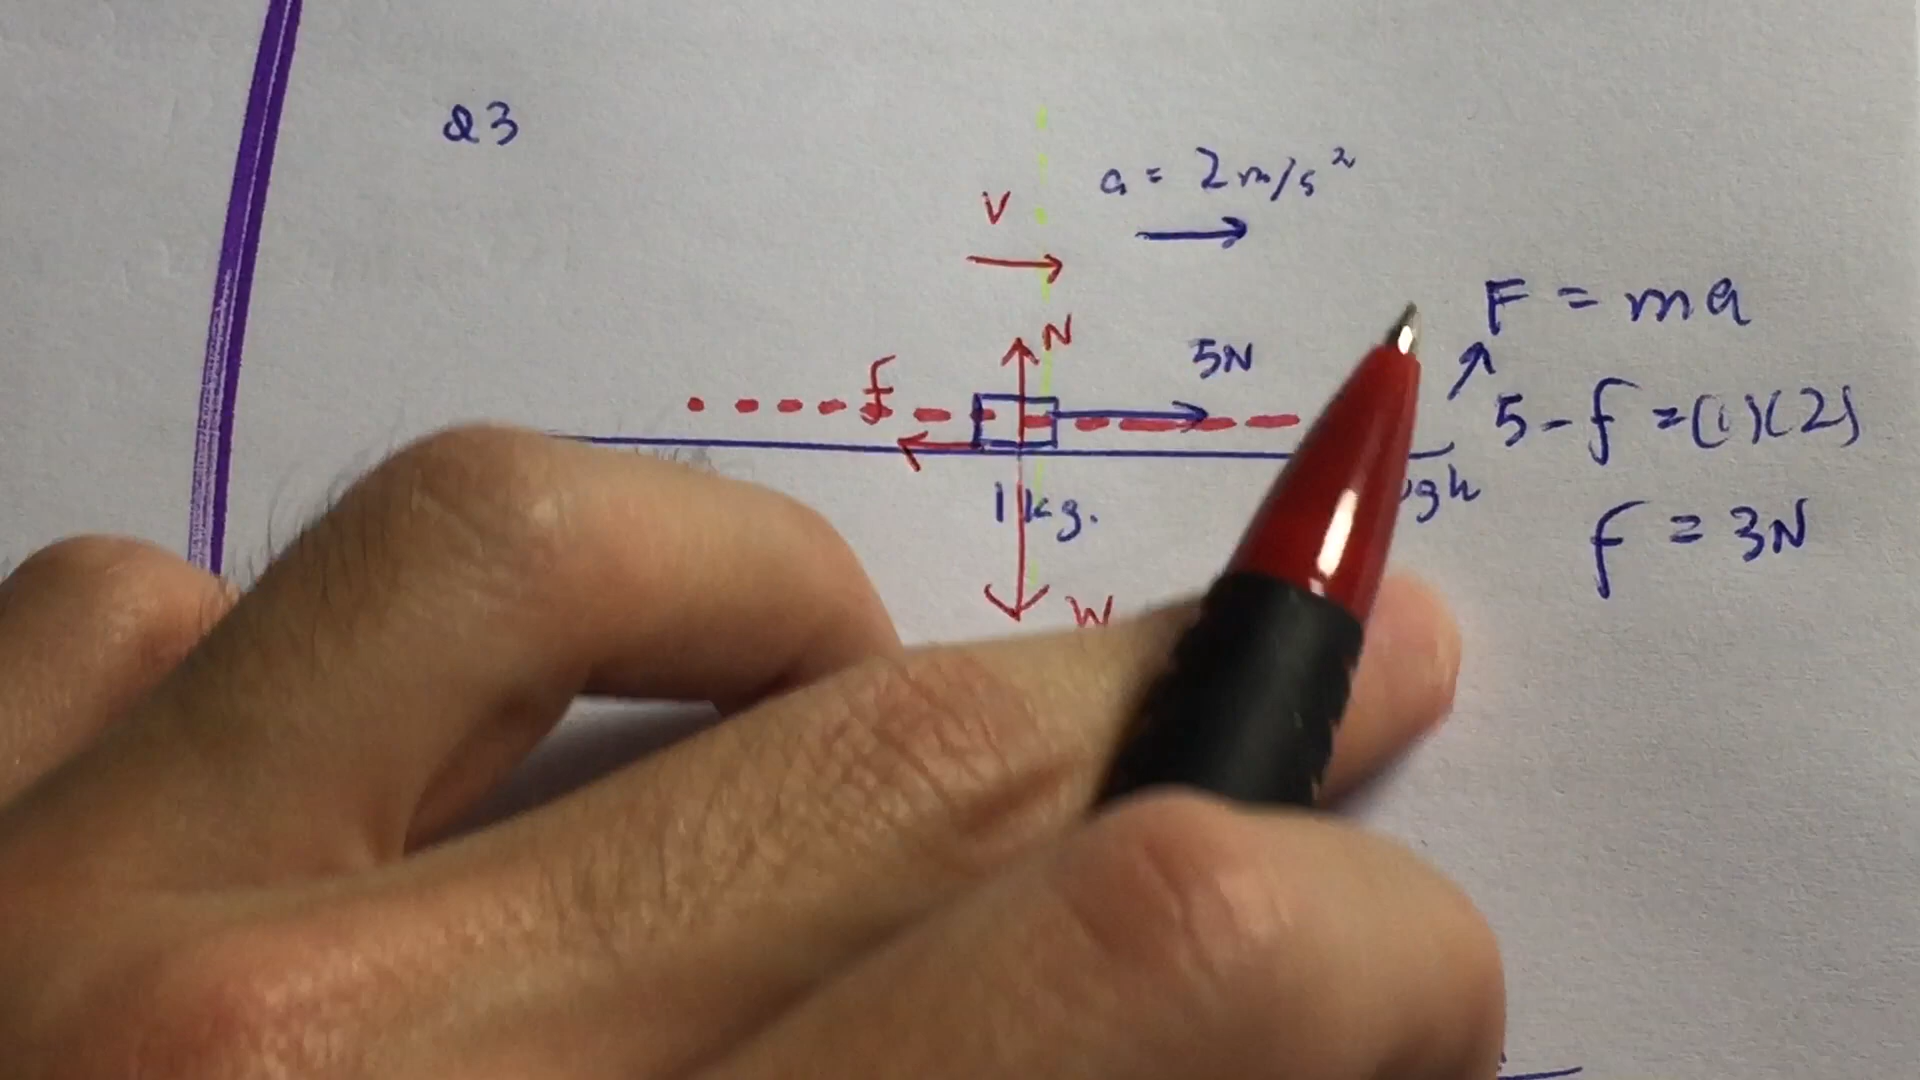 Q3
a = 2m/s²
V
N
5N
f
1kg.
W
F = ma
5 - f = (1)(2)
f = 3N